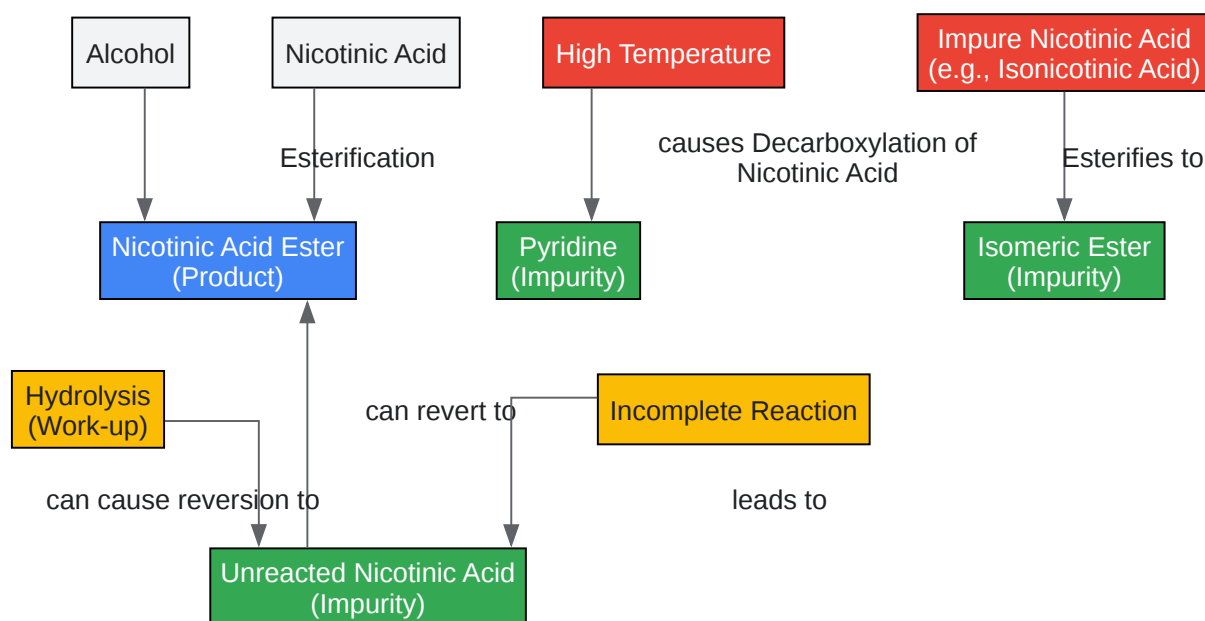 Alcohol
Nicotinic Acid
High Temperature
Impure Nicotinic Acid
(e.g., Isonicotinic Acid)
Esterification
causes Decarboxylation of
Nicotinic Acid
Esterifies to
Nicotinic Acid Ester
(Product)
Pyridine
(Impurity)
Isomeric Ester
(Impurity)
Hydrolysis
(Work-up)
can revert to
Incomplete Reaction
can cause reversion to
leads to
Unreacted Nicotinic Acid
(Impurity)